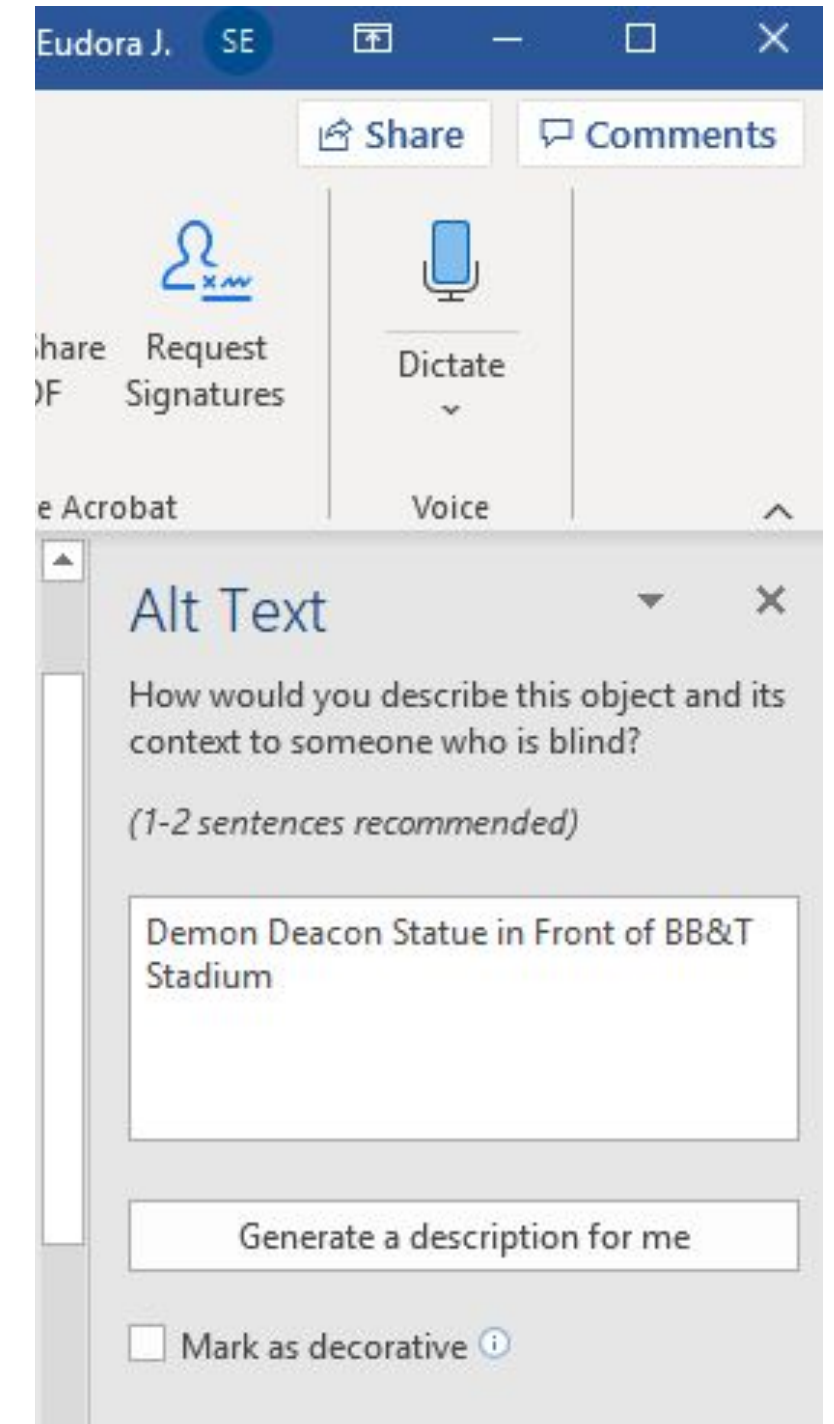 Eudora J. SE
Share Comments
hare Request
Signatures
Dictate
e Acrobat
Voice
Alt Text
How would you describe this object and its
context to someone who is blind?
(1-2 sentences recommended)
Demon Deacon Statue in Front of BB&T
Stadium
Generate a description for me
Mark as decorative